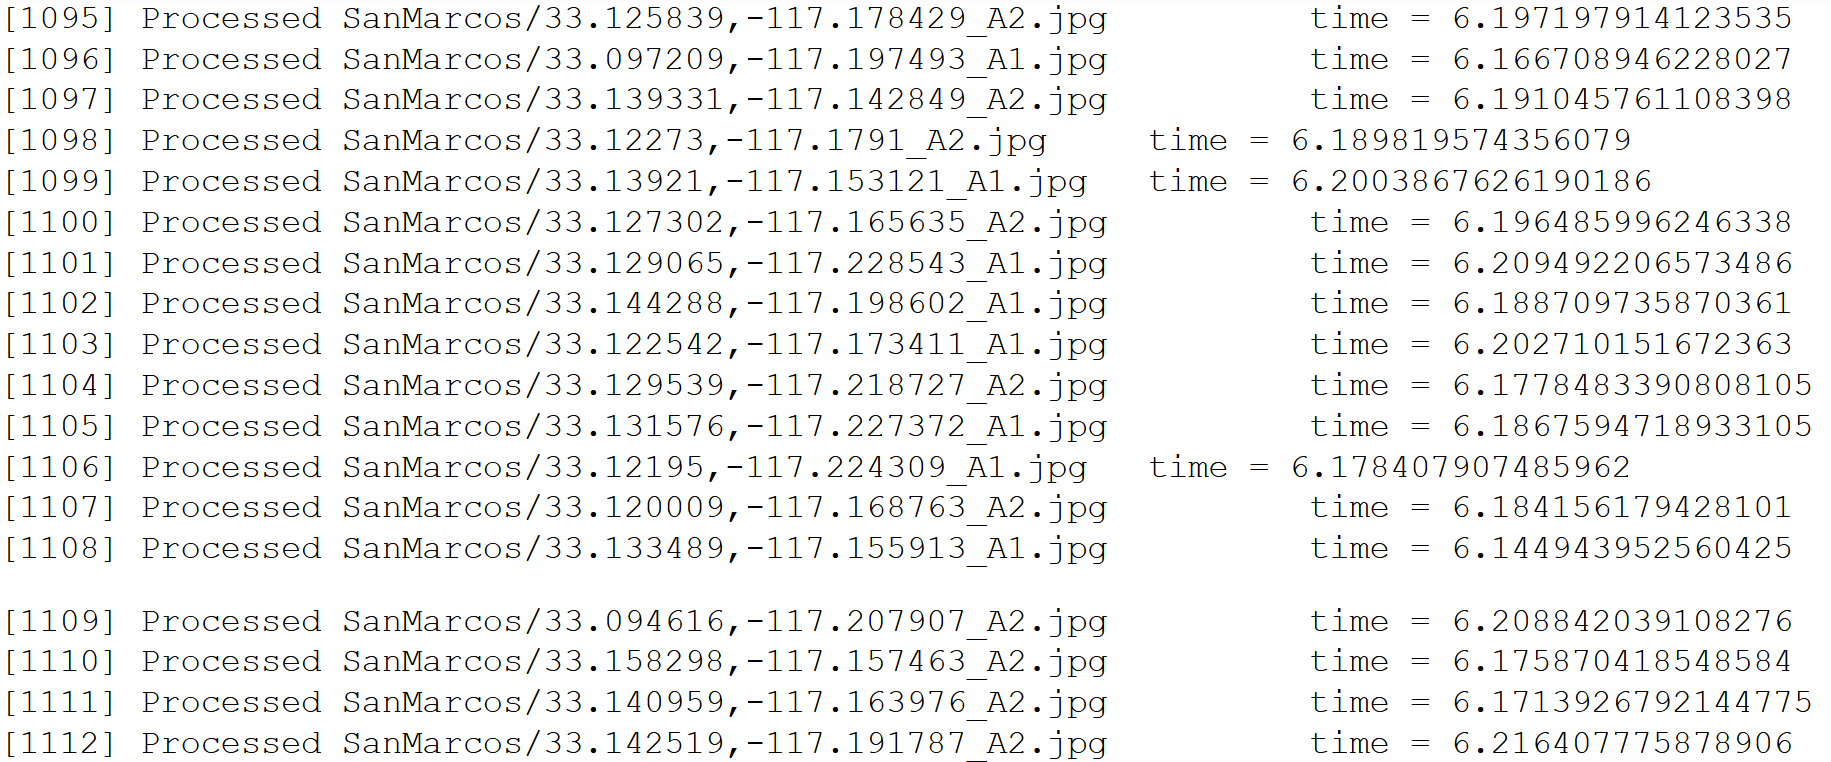 [1095] Processed SanMarcos/33.125839,-117.178429_A2.jpg time = 6.197197914123535
[1096] Processed SanMarcos/33.097209,-117.197493_A1.jpg time = 6.166708946228027
[1097] Processed SanMarcos/33.139331,-117.142849_A2.jpg time = 6.191045761108398
[1098] Processed SanMarcos/33.12273,-117.1791_A2.jpg time = 6.189819574356079
[1099] Processed SanMarcos/33.13921,-117.153121_A1.jpg time = 6.2003867626190186
[1100] Processed SanMarcos/33.127302,-117.165635_A2.jpg time = 6.196485996246338
[1101] Processed SanMarcos/33.129065,-117.228543_A1.jpg time = 6.209492206573486
[1102] Processed SanMarcos/33.144288,-117.198602_A1.jpg time = 6.188709735870361
[1103] Processed SanMarcos/33.122542,-117.173411_A1.jpg time = 6.202710151672363
[1104] Processed SanMarcos/33.129539,-117.218727_A2.jpg time = 6.1778483390808105
[1105] Processed SanMarcos/33.131576,-117.227372_A1.jpg time = 6.1867594718933105
[1106] Processed SanMarcos/33.12195,-117.224309_A1.jpg time = 6.178407907485962
[1107] Processed SanMarcos/33.120009,-117.168763_A2.jpg time = 6.184156179428101
[1108] Processed SanMarcos/33.133489,-117.155913_A1.jpg time = 6.144943952560425
[1109] Processed SanMarcos/33.094616,-117.207907_A2.jpg time = 6.208842039108276
[1110] Processed SanMarcos/33.158298,-117.157463_A2.jpg time = 6.175870418548584
[1111] Processed SanMarcos/33.140959,-117.163976_A2.jpg time = 6.1713926792144775
[1112] Processed SanMarcos/33.142519,-117.191787_A2.jpg time = 6.216407775878906